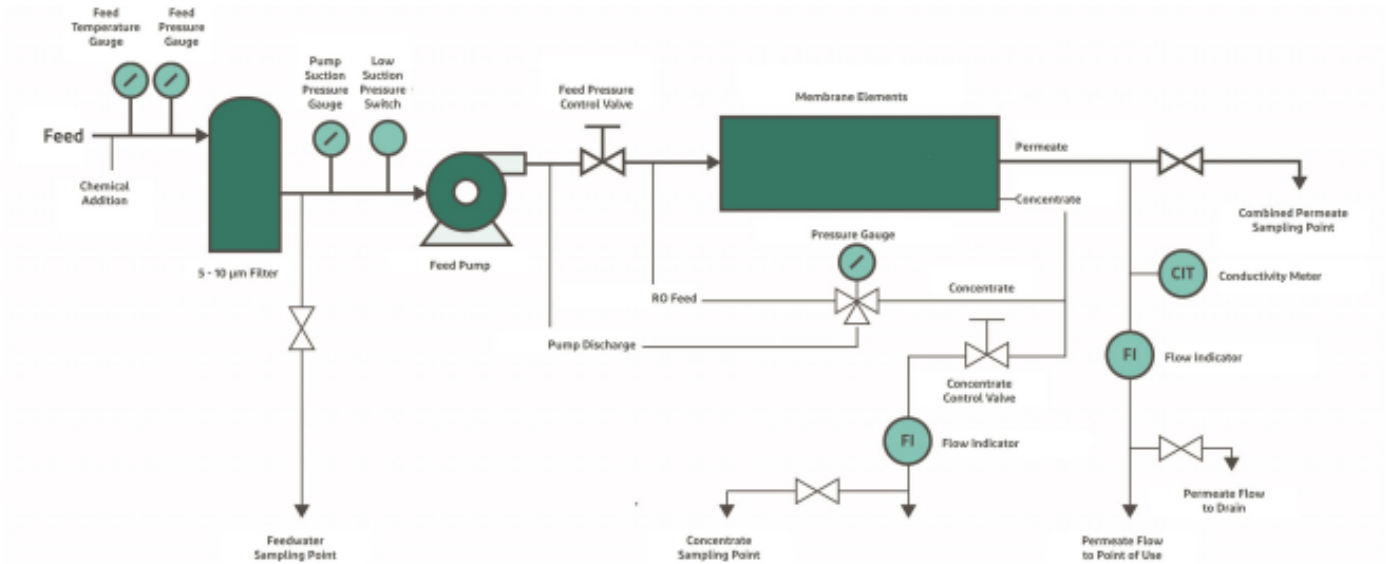 Feed
Temperature
Gauge
Feed
Pressure
Gauge
Pump
Suction
Pressure
Gauge
Low
Suction
Pressure
Switch
Feed Pressure
Control Valve
Membrane Elements
Feed
Chemical
Addition
Permeate
Concentrate
Combined Permeate
Sampling Point
5 - 10 µm Filter
Feed Pump
Pressure Gauge
CIT
Conductivity Meter
RO Feed
Concentrate
Pump Discharge
FI
Flow Indicator
Concentrate
Control Valve
FI
Flow Indicator
Permeate Flow
to Drain
Feedwater
Sampling Point
Concentrate
Sampling Point
Permeate Flow
to Point of Use